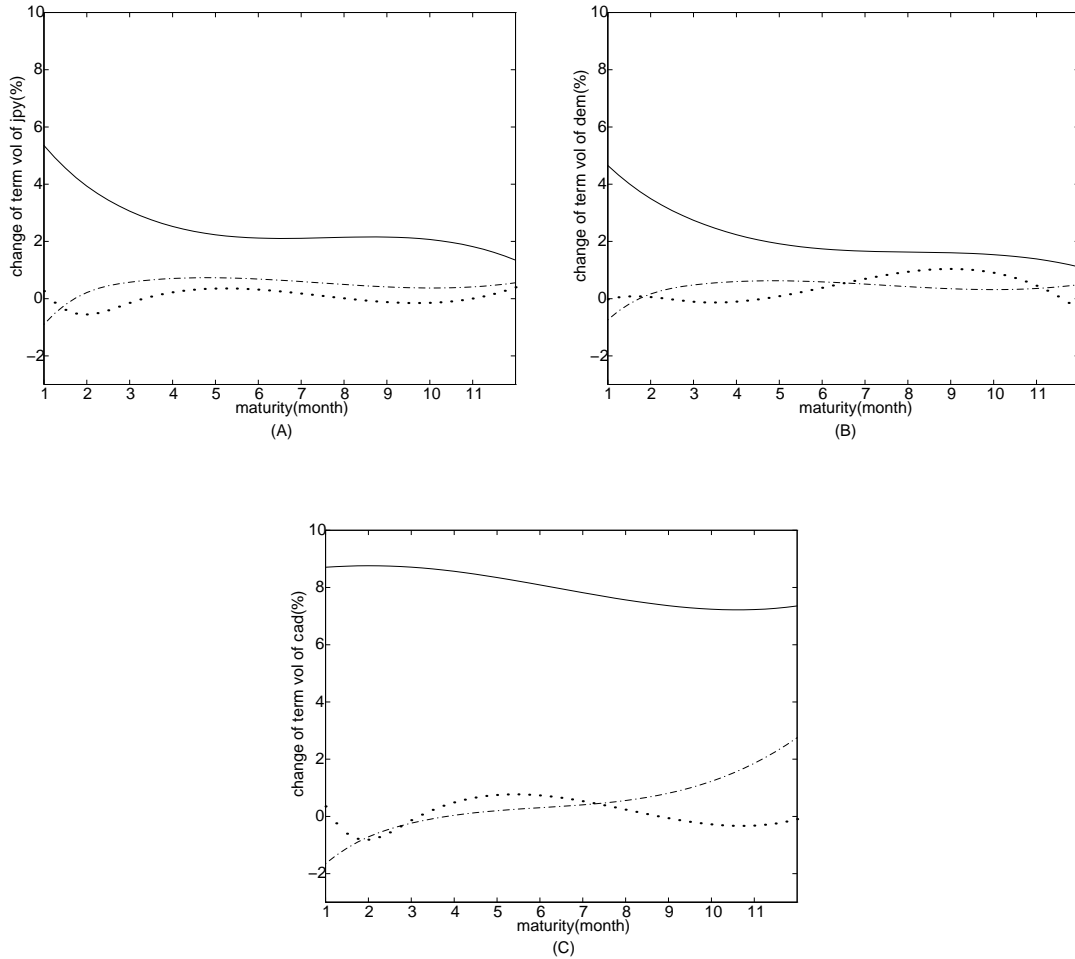 10
8
6
4
2
0
−2
change of term vol of jpy(%)
1 2 3 4 5 6 7 8 9 10 11
maturity(month)
(A)
10
8
6
4
2
0
−2
change of term vol of dem(%)
1 2 3 4 5 6 7 8 9 10 11
maturity(month)
(B)
10
8
6
4
2
0
−2
change of term vol of cad(%)
1 2 3 4 5 6 7 8 9 10 11
maturity(month)
(C)